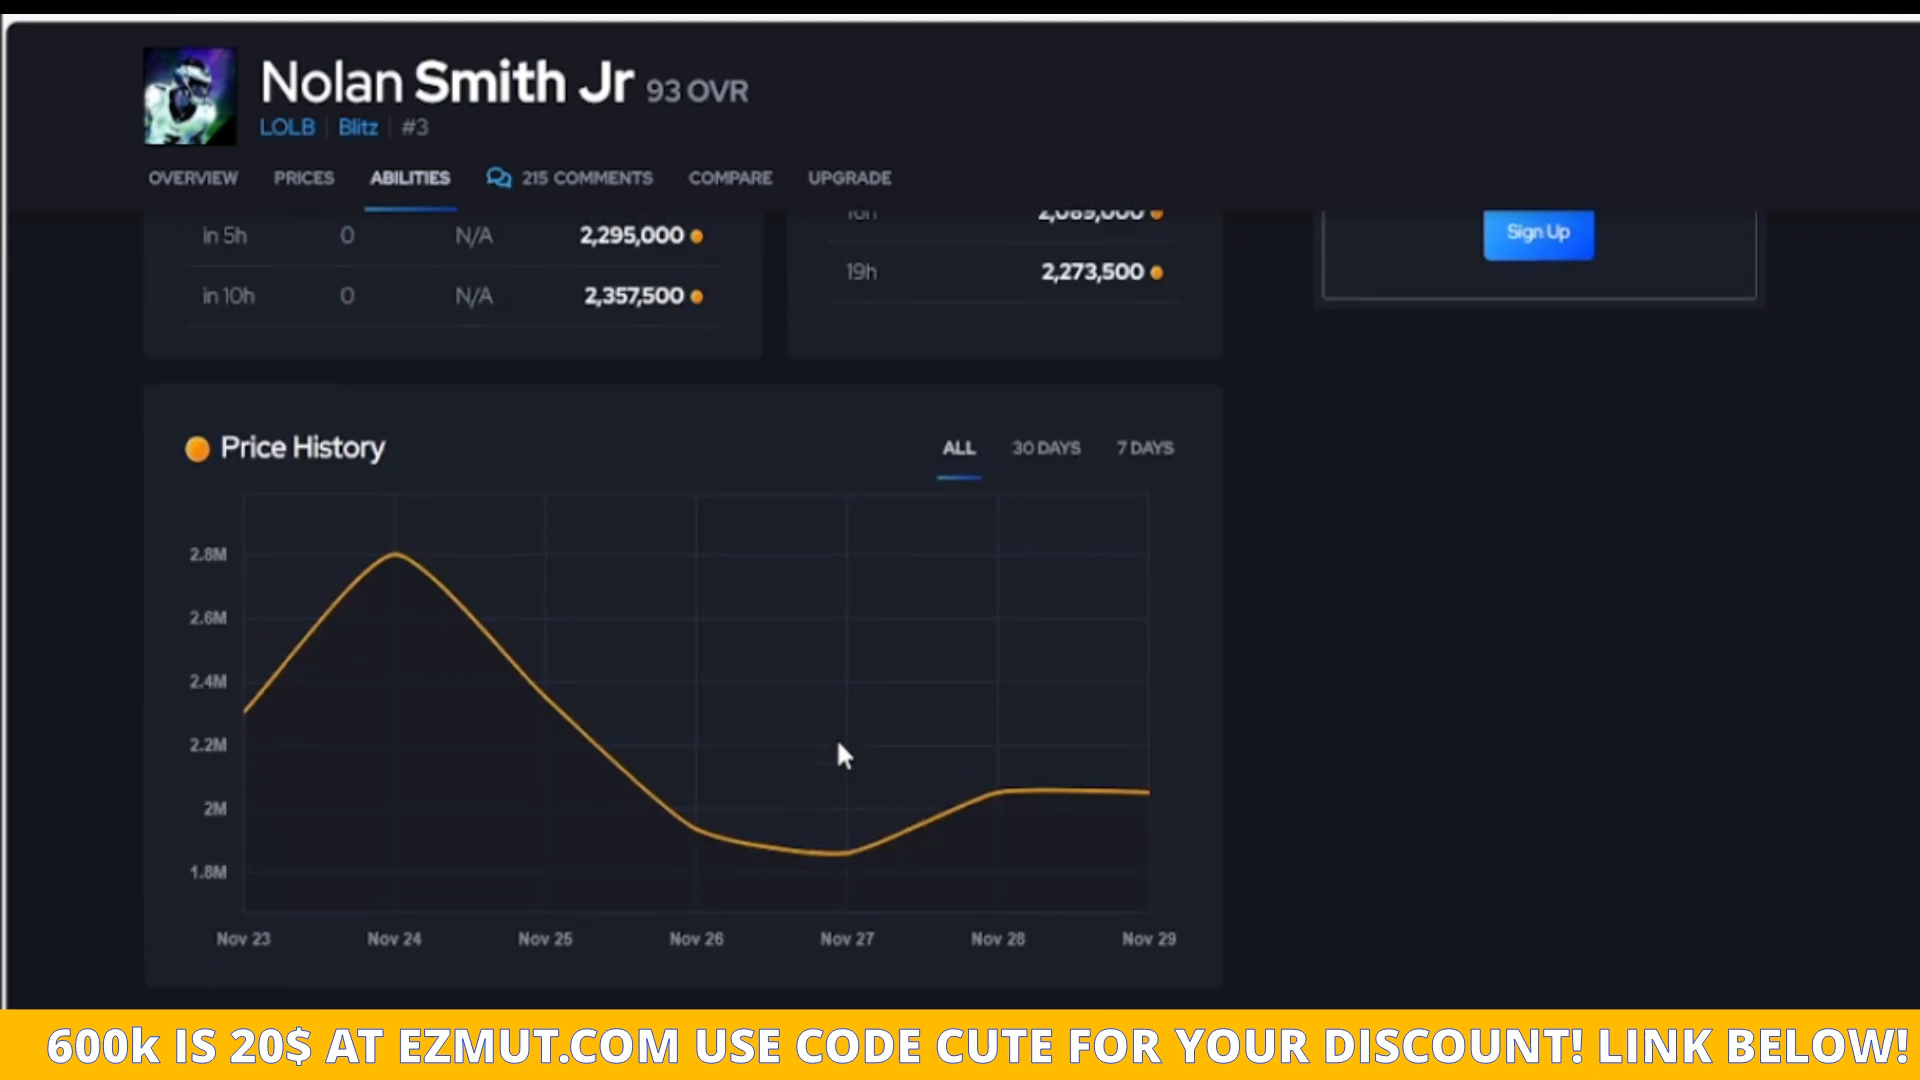 Nolan Smith Jr 93 OVR
LOLB Blitz #3
OVERVIEW PRICES ABILITIES 215 COMMENTS COMPARE UPGRADE
in 5h 0 N/A 2,295,000
in 10h 0 N/A 2,357,500
19h 2,273,500
Sign Up
Price History
ALL 30 DAYS 7 DAYS
2.8M
2.6M
2.4M
2.2M
2M
1.8M
Nov 23 Nov 24 Nov 25 Nov 26 Nov 27 Nov 28 Nov 29
600k IS 20$ AT EZMUT.COM USE CODE CUTE FOR YOUR DISCOUNT! LINK BELOW!